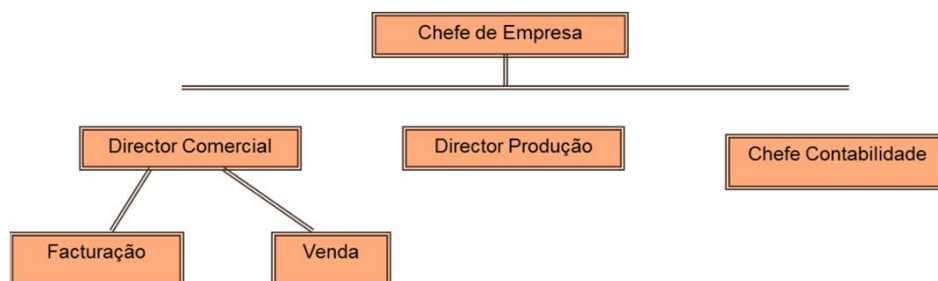 Chefe de Empresa
Director Comercial
Director Produção
Chefe Contabilidade
Facturação
Venda